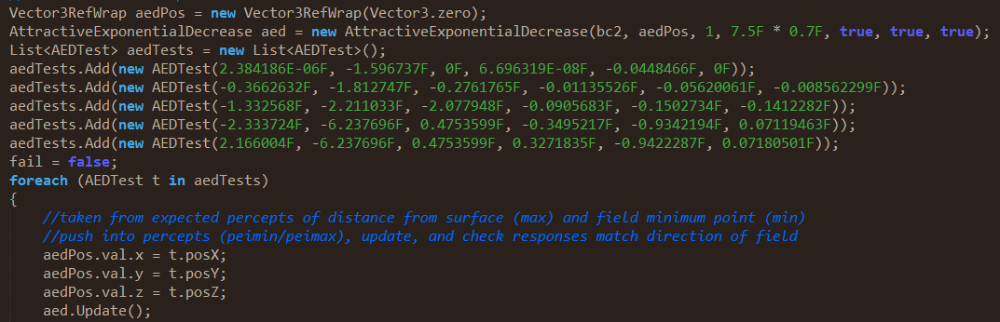 Vector3RefWrap aedPos = new Vector3RefWrap(Vector3.zero);
AttractiveExponentialDecrease aed = new AttractiveExponentialDecrease(bc2, aedPos, 1, 7.5F * 0.7F, true, true, true);
List<AEDTest> aedTests = new List<AEDTest>();
aedTests.Add(new AEDTest(2.384186E-06F, -1.596737F, 0F, 6.696319E-08F, -0.0448466F, 0F));
aedTests.Add(new AEDTest(-0.3662632F, -1.812747F, -0.2761765F, -0.01135526F, -0.05620061F, -0.008562299F));
aedTests.Add(new AEDTest(-1.332568F, -2.211033F, -2.077948F, -0.0905683F, -0.1502734F, -0.1412282F));
aedTests.Add(new AEDTest(-2.333724F, -6.237696F, 0.4753599F, -0.3495217F, -0.9342194F, 0.07119463F));
aedTests.Add(new AEDTest(2.166004F, -6.237696F, 0.4753599F, 0.3271835F, -0.9422287F, 0.07180501F));
fail = false;
foreach (AEDTest t in aedTests)
{
    //taken from expected percepts of distance from surface (max) and field minimum point (min)
    //push into percepts (peimin/peimax), update, and check responses match direction of field
    aedPos.val.x = t.posX;
    aedPos.val.y = t.posY;
    aedPos.val.z = t.posZ;
    aed.Update();